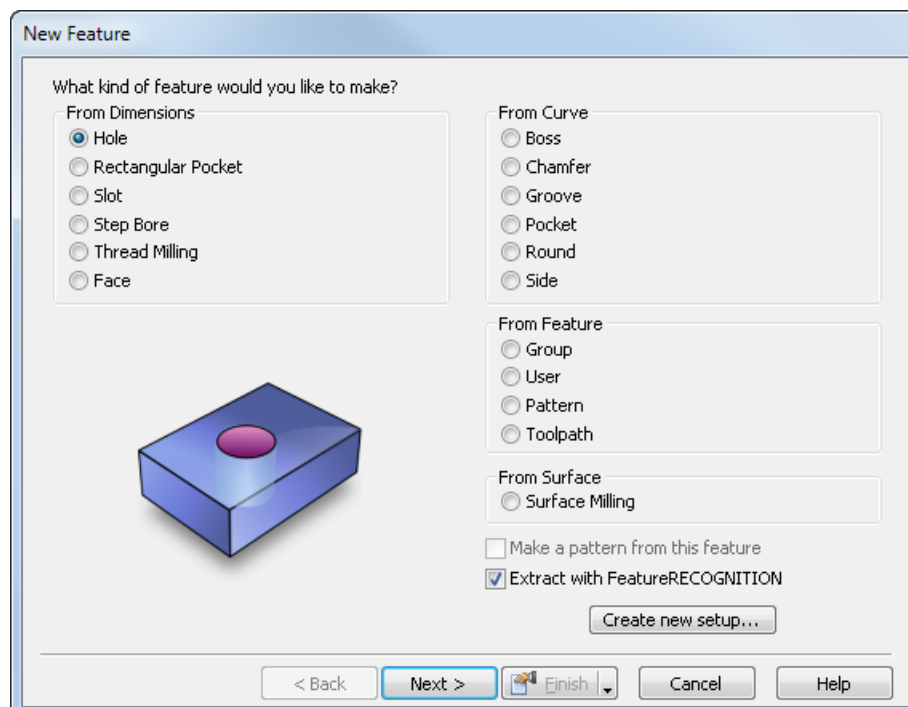 New Feature
What kind of feature would you like to make?
From Dimensions
Hole
Rectangular Pocket
Slot
Step Bore
Thread Milling
Face
From Curve
Boss
Chamfer
Groove
Pocket
Round
Side
From Feature
Group
User
Pattern
Toolpath
From Surface
Surface Milling
Make a pattern from this feature
Extract with FeatureRECOGNITION
Create new setup...
< Back
Next >
Finish
Cancel
Help